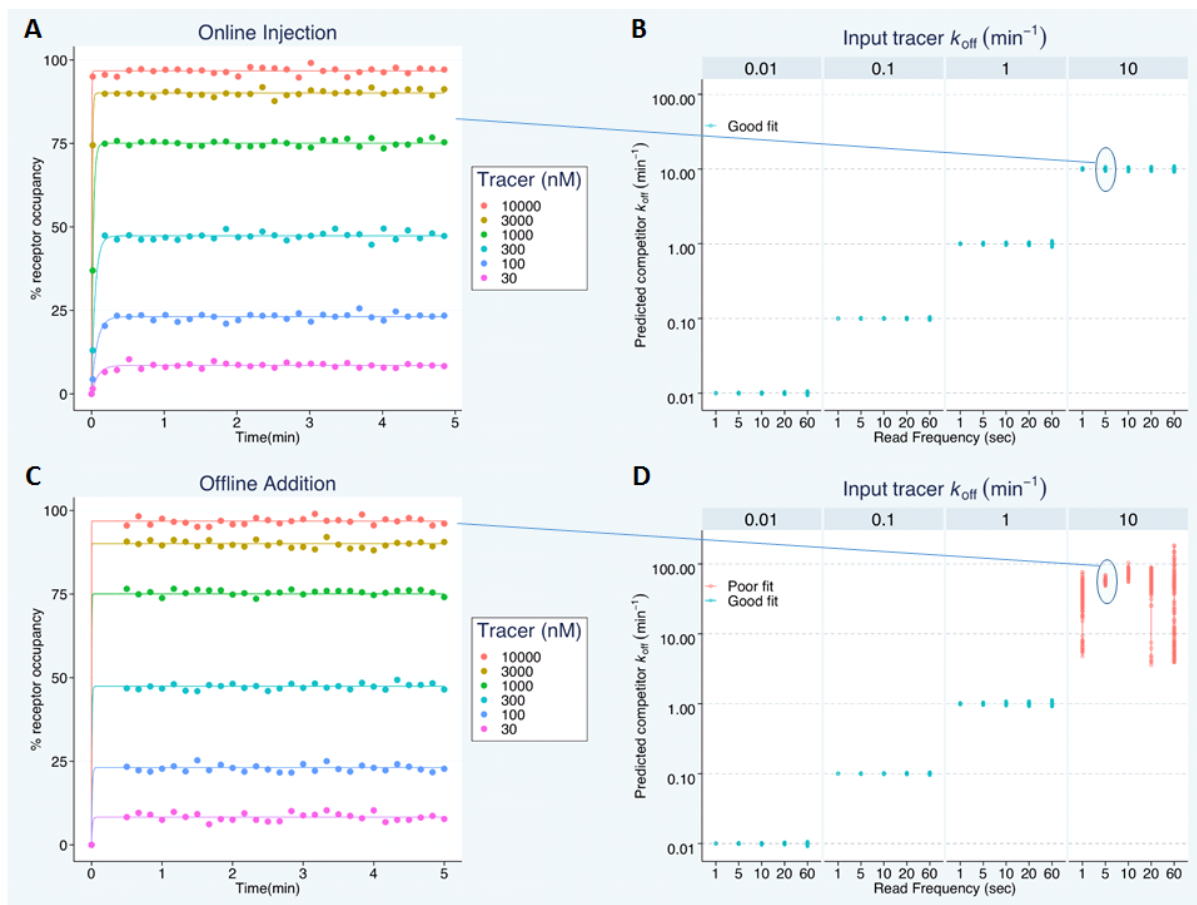 A
Online Injection
% receptor occupancy
100
75
50
25
0
0 1 2 3 4 5
Time(min)
Tracer (nM)
10000
3000
1000
300
100
30
B
Input tracer koff (min−1)
0.01 0.1 1 10
Predicted competitor koff (min−1)
100.00
10.00
1.00
0.10
0.01
Good fit
1 5 10 20 60 1 5 10 20 60 1 5 10 20 60 1 5 10 20 60
Read Frequency (sec)
C
Offline Addition
% receptor occupancy
100
75
50
25
0
0 1 2 3 4 5
Time(min)
Tracer (nM)
10000
3000
1000
300
100
30
D
Input tracer koff (min−1)
0.01 0.1 1 10
Predicted competitor koff (min−1)
100.00
10.00
1.00
0.10
0.01
Poor fit
Good fit
1 5 10 20 60 1 5 10 20 60 1 5 10 20 60 1 5 10 20 60
Read Frequency (sec)